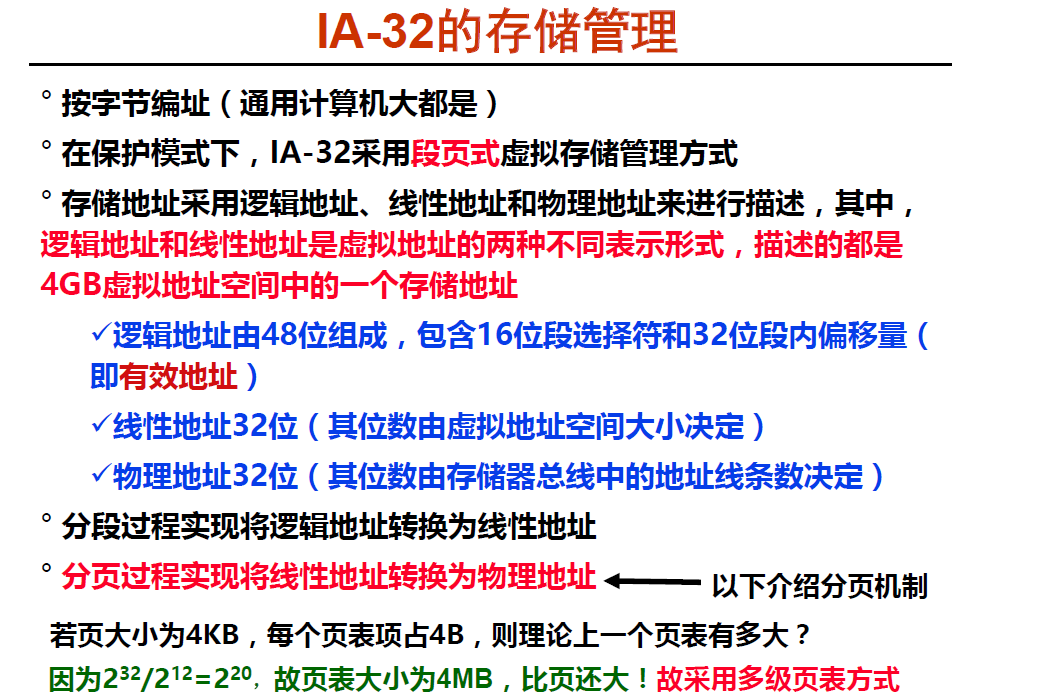 IA-32的存储管理
° 按字节编址（通用计算机大都是）
° 在保护模式下，IA-32采用段页式虚拟存储管理方式
° 存储地址采用逻辑地址、线性地址和物理地址来进行描述，其中，
逻辑地址和线性地址是虚拟地址的两种不同表示形式，描述的都是
4GB虚拟地址空间中的一个存储地址
✓逻辑地址由48位组成，包含16位段选择符和32位段内偏移量（
即有效地址）
✓线性地址32位（其位数由虚拟地址空间大小决定）
✓物理地址32位（其位数由存储器总线中的地址线条数决定）
° 分段过程实现将逻辑地址转换为线性地址
° 分页过程实现将线性地址转换为物理地址 以下介绍分页机制
若页大小为4KB，每个页表项占4B，则理论上一个页表有多大？
因为2³²/2¹²=2²⁰，故页表大小为4MB，比页还大！故采用多级页表方式